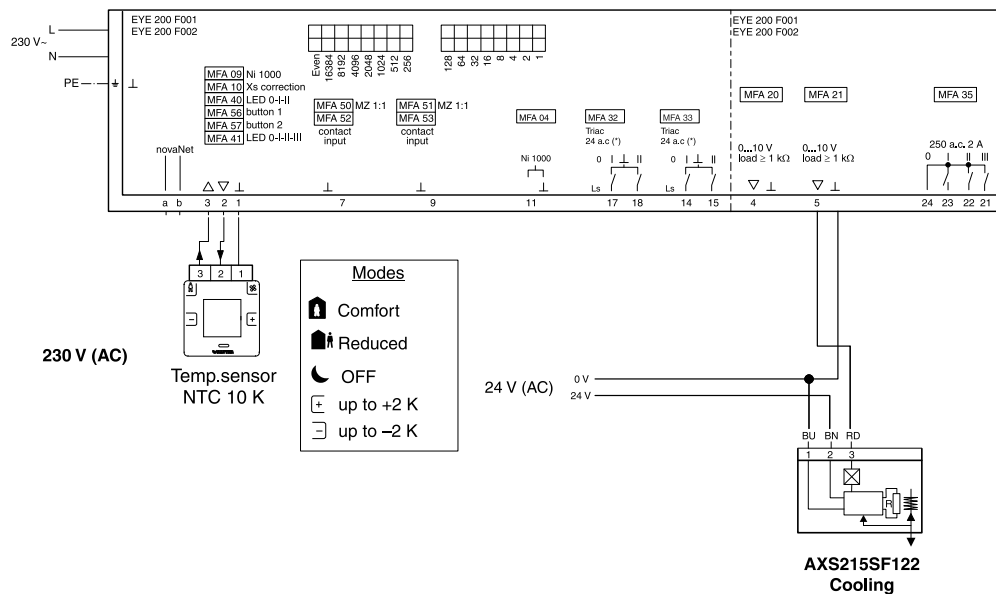 EYE 200 F001
EYE 200 F002
EYE 200 F001
EYE 200 F002
L
230 V~
N
PE
Even
16384
8192
4096
2048
1024
512
256
128
64
32
16
8
4
2
1
MFA 09 Ni 1000
MFA 10 Xs correction
MFA 40 LED 0-I-II
MFA 56 button 1
MFA 57 button 2
MFA 41 LED 0-I-II-III
MFA 50 MZ 1:1
MFA 52
contact
input
MFA 51 MZ 1:1
MFA 53
contact
input
MFA 04
Ni 1000
MFA 32
Triac
24 a.c (*)
0 I II
Ls
MFA 33
Triac
24 a.c (*)
0 I II
Ls
MFA 20
0...10 V
load ≥ 1 kΩ
MFA 21
0...10 V
load ≥ 1 kΩ
MFA 35
250 a.c. 2 A
0 I II III
novaNet
a b 3 2 1 7 9 11 17 18 14 15 4 5 24 23 22 21
3 2 1
230 V (AC)
Temp.sensor
NTC 10 K
Modes
Comfort
Reduced
OFF
+ up to +2 K
− up to –2 K
24 V (AC)
0 V
24 V
BU BN RD
1 2 3
R
AXS215SF122
Cooling